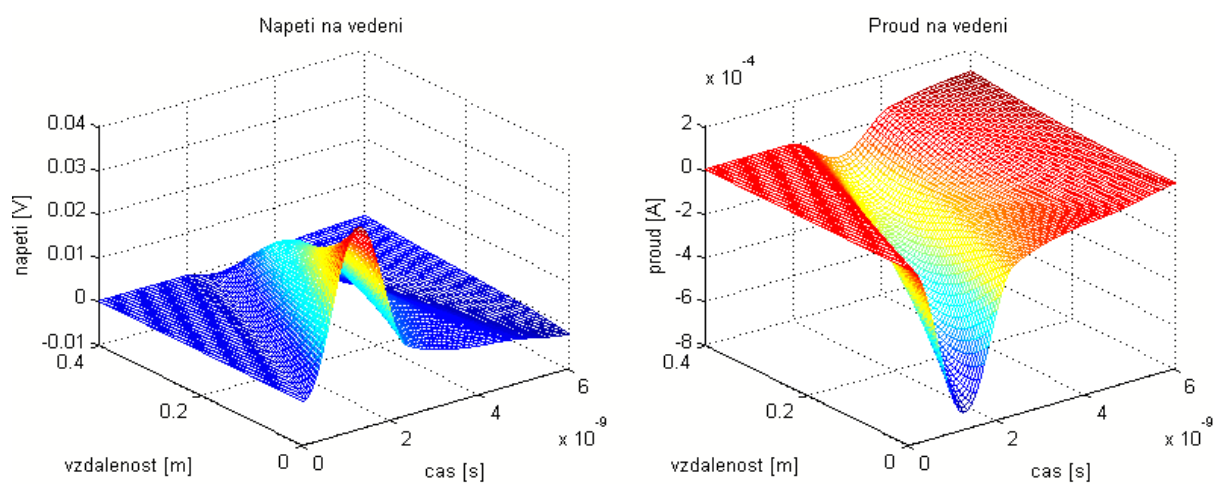 Napeti na vedeni
0.04
0.03
0.02
0.01
0
-0.01
napeti [V]
0.4
0.2
0
vzdalenost [m]
0
2
4
6
x 10^-9
cas [s]
Proud na vedeni
x 10^-4
2
0
-2
-4
-6
-8
proud [A]
0.4
0.2
0
vzdalenost [m]
0
2
4
6
x 10^-9
cas [s]